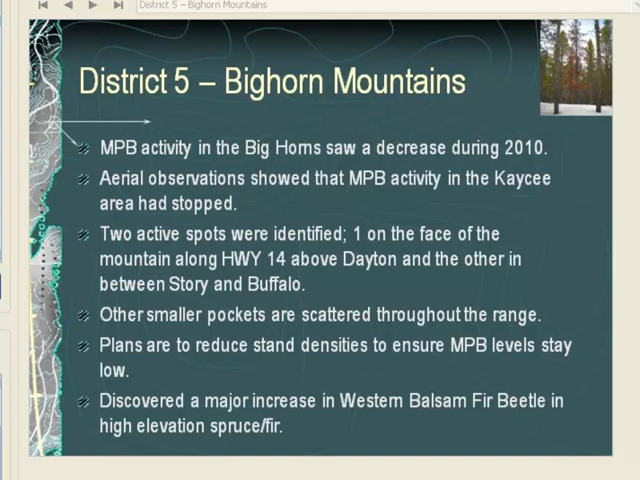 District 5 – Bighorn Mountains
District 5 – Bighorn Mountains
MPB activity in the Big Horns saw a decrease during 2010.
Aerial observations showed that MPB activity in the Kaycee
area had stopped.
Two active spots were identified; 1 on the face of the
mountain along HWY 14 above Dayton and the other in
between Story and Buffalo.
Other smaller pockets are scattered throughout the range.
Plans are to reduce stand densities to ensure MPB levels stay
low.
Discovered a major increase in Western Balsam Fir Beetle in
high elevation spruce/fir.